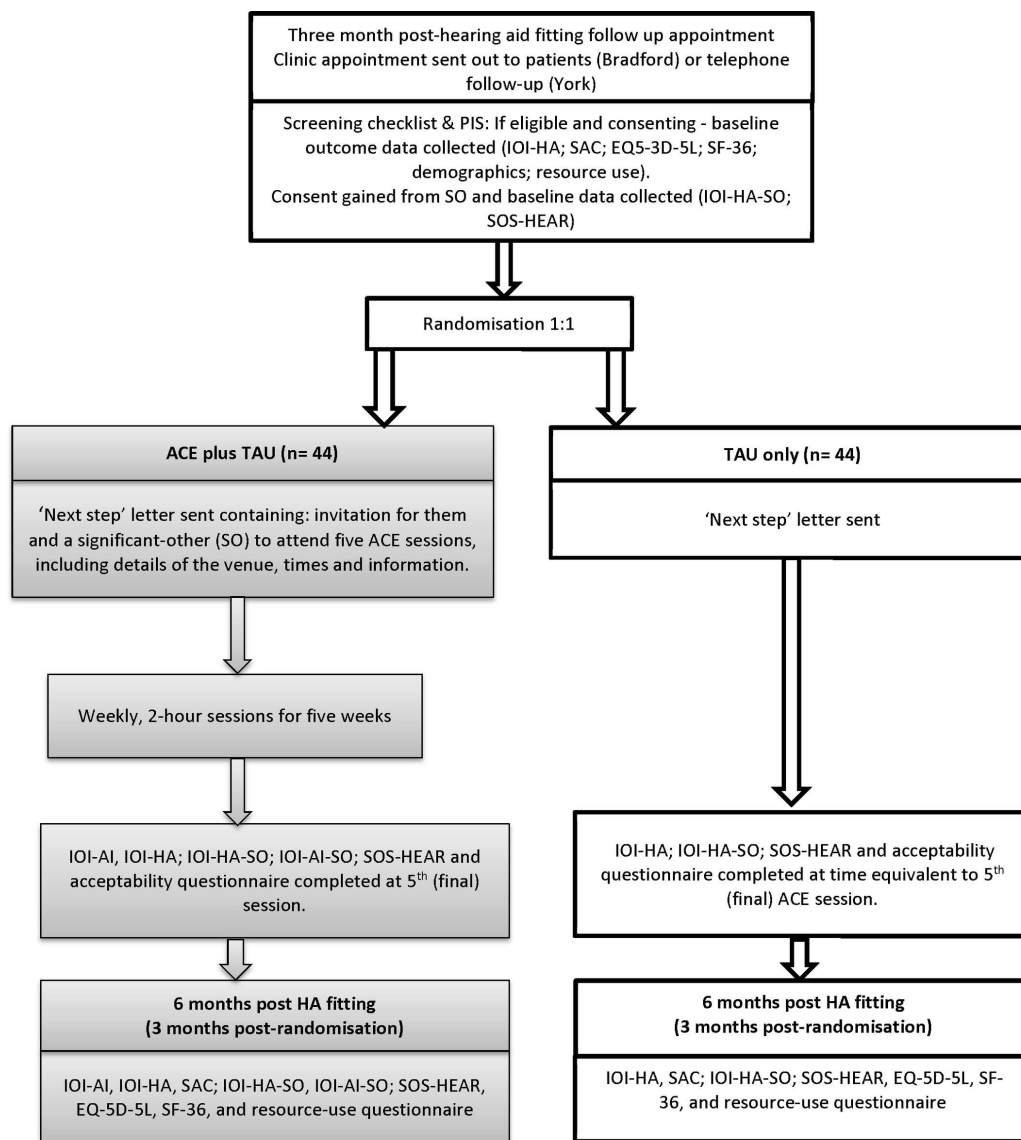 Three month post-hearing aid fitting follow up appointment
Clinic appointment sent out to patients (Bradford) or telephone
follow-up (York)
Screening checklist & PIS: If eligible and consenting - baseline
outcome data collected (IOI-HA; SAC; EQ5-3D-5L; SF-36;
demographics; resource use).
Consent gained from SO and baseline data collected (IOI-HA-SO;
SOS-HEAR)
Randomisation 1:1
ACE plus TAU (n= 44)
‘Next step’ letter sent containing: invitation for them
and a significant-other (SO) to attend five ACE sessions,
including details of the venue, times and information.
Weekly, 2-hour sessions for five weeks
IOI-AI, IOI-HA; IOI-HA-SO; IOI-AI-SO; SOS-HEAR and
acceptability questionnaire completed at 5th (final)
session.
6 months post HA fitting
(3 months post-randomisation)
IOI-AI, IOI-HA, SAC; IOI-HA-SO, IOI-AI-SO; SOS-HEAR,
EQ-5D-5L, SF-36, and resource-use questionnaire
TAU only (n= 44)
‘Next step’ letter sent
IOI-HA; IOI-HA-SO; SOS-HEAR and acceptability
questionnaire completed at time equivalent to 5th
(final) ACE session.
6 months post HA fitting
(3 months post-randomisation)
IOI-HA, SAC; IOI-HA-SO; SOS-HEAR, EQ-5D-5L, SF-
36, and resource-use questionnaire